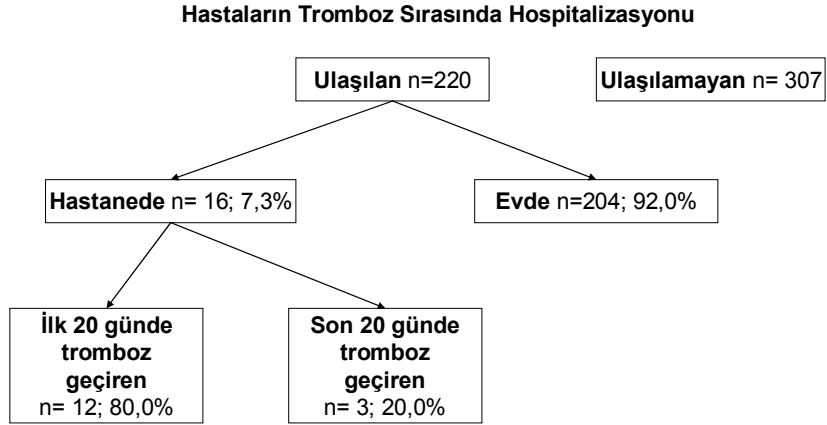 Hastaların Tromboz Sırasında Hospitalizasyonu
Ulaşılan n=220
Ulaşılamayan n= 307
Hastanede n= 16; 7,3%
Evde n=204; 92,0%
İlk 20 günde
tromboz
geçiren
n= 12; 80,0%
Son 20 günde
tromboz
geçiren
n= 3; 20,0%